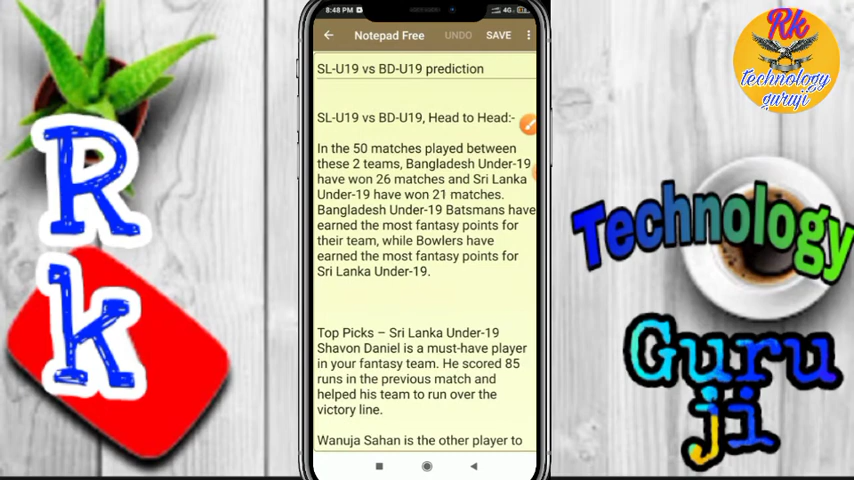 8:48 PM
4G
Notepad Free UNDO SAVE
SL-U19 vs BD-U19 prediction
SL-U19 vs BD-U19, Head to Head:-
In the 50 matches played between
these 2 teams, Bangladesh Under-19
have won 26 matches and Sri Lanka
Under-19 have won 21 matches.
Bangladesh Under-19 Batsmans have
earned the most fantasy points for
their team, while Bowlers have
earned the most fantasy points for
Sri Lanka Under-19.
Top Picks – Sri Lanka Under-19
Shavon Daniel is a must-have player
in your fantasy team. He scored 85
runs in the previous match and
helped his team to run over the
victory line.
Wanuja Sahan is the other player to
R
k
Rk
technology
guruji
Technology
Guru
ji